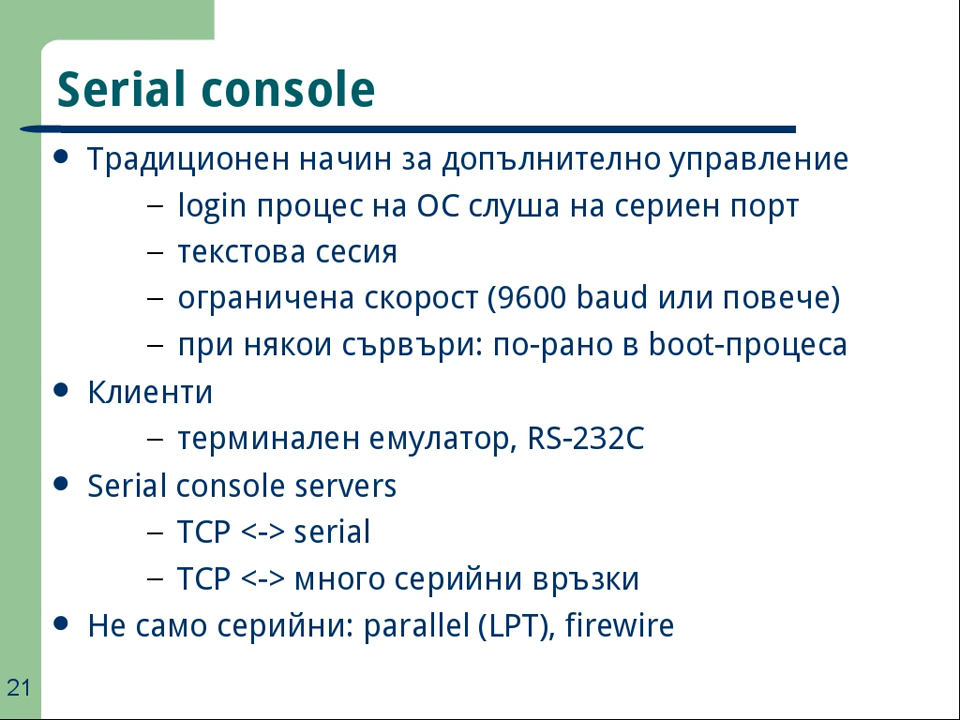 Serial console
● Традиционен начин за допълнително управление
– login процес на ОС слуша на сериен порт
– текстова сесия
– ограничена скорост (9600 baud или повече)
– при някои сървъри: по-рано в boot-процеса
● Клиенти
– терминален емулатор, RS-232C
● Serial console servers
– TCP <-> serial
– TCP <-> много серийни връзки
● Не само серийни: parallel (LPT), firewire
21